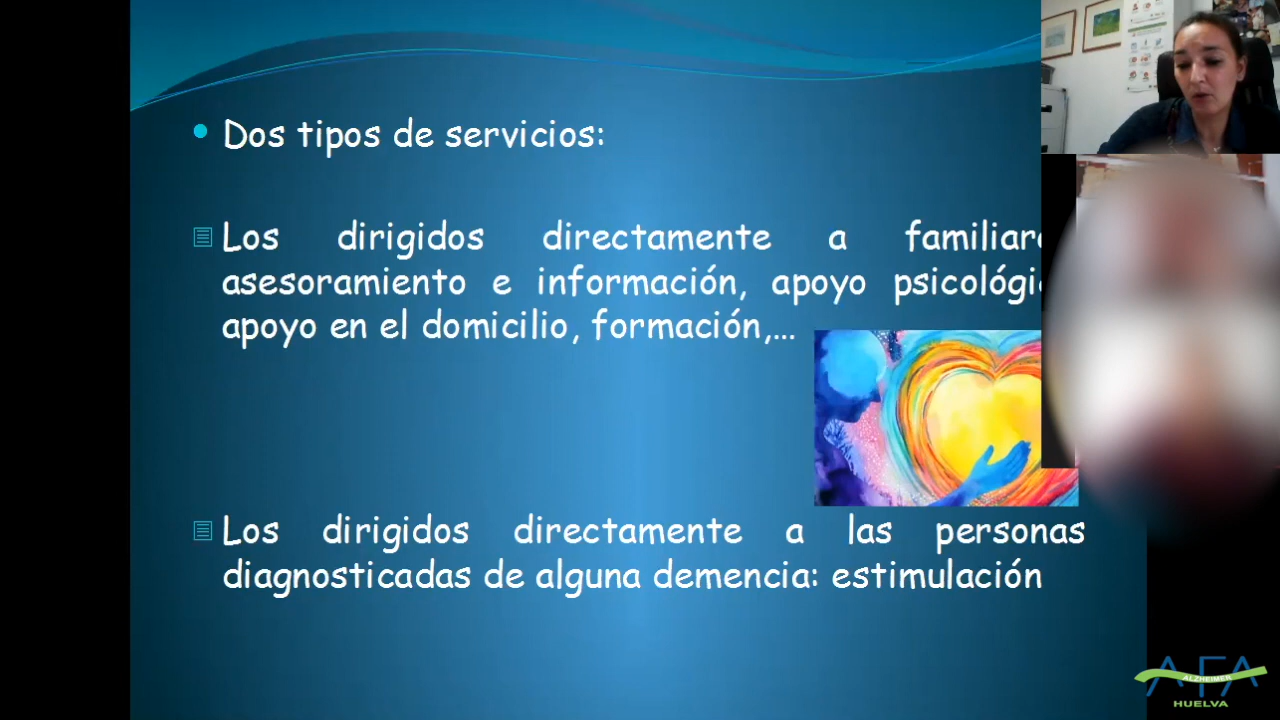 Dos tipos de servicios:
Los dirigidos directamente a
asesoramiento e información, apoyo
apoyo en el domicilio, formación,...
Los dirigidos directamente a las personas
diagnosticadas de alguna demencia: estimulación
AFA
ALZHEIMER
HUELVA